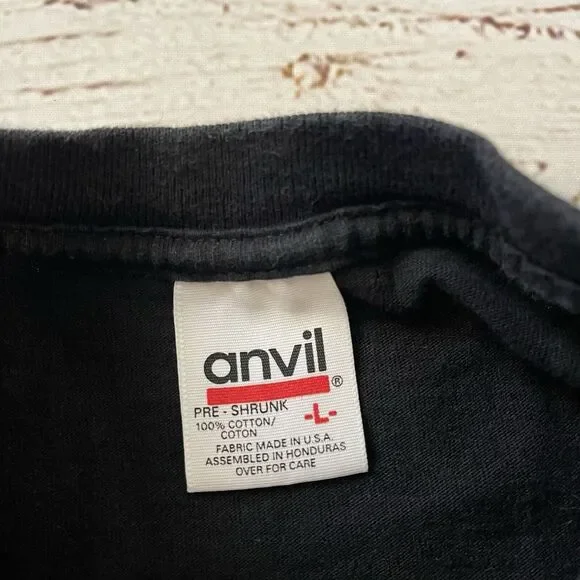 anvil®
PRE - SHRUNK -L-
100% COTTON/
COTON
FABRIC MADE IN U.S.A.
ASSEMBLED IN HONDURAS
OVER FOR CARE